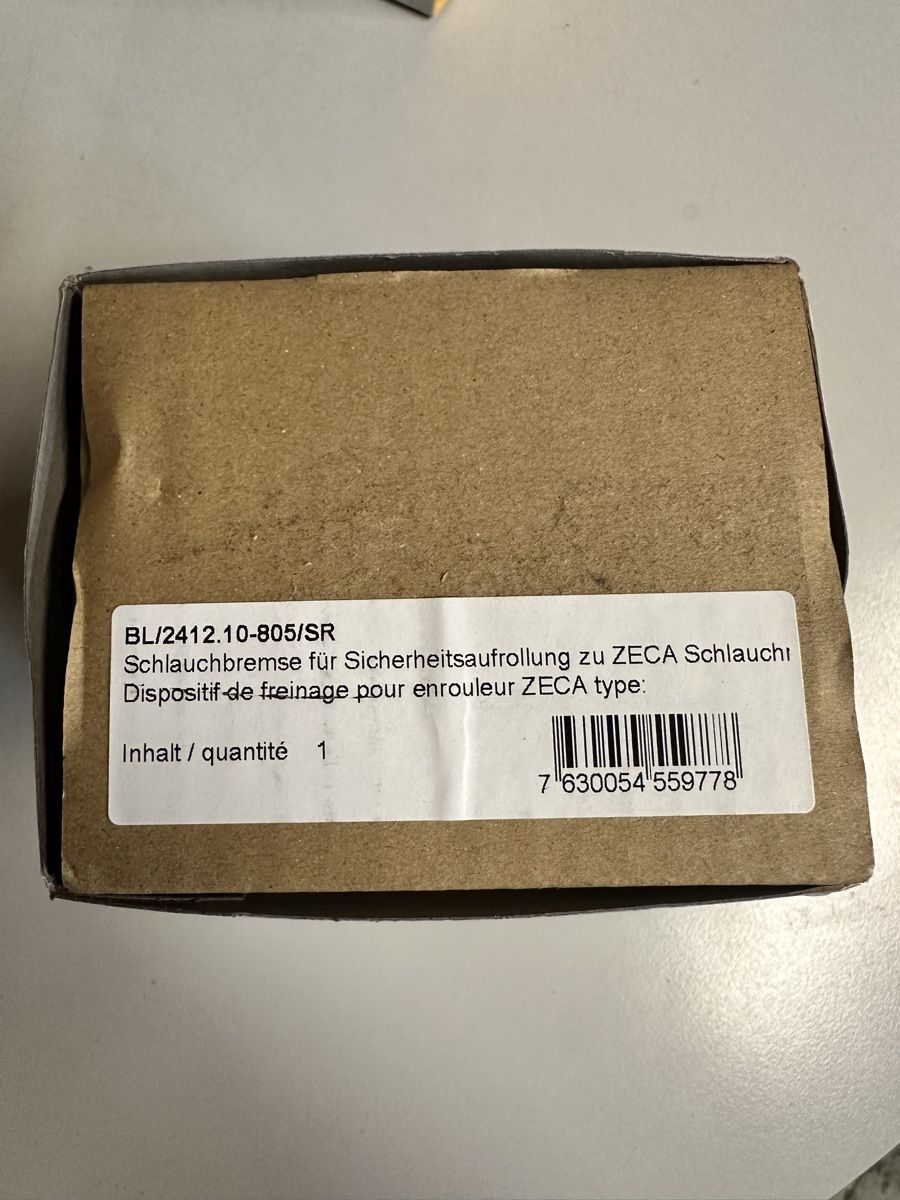 BL/2412.10-805/SR
Schlauchbremse für Sicherheitsaufrollung zu ZECA
Dispositif de freinage pour enrouleur ZECA type:
Inhalt / quantité 1
7 630054 559778